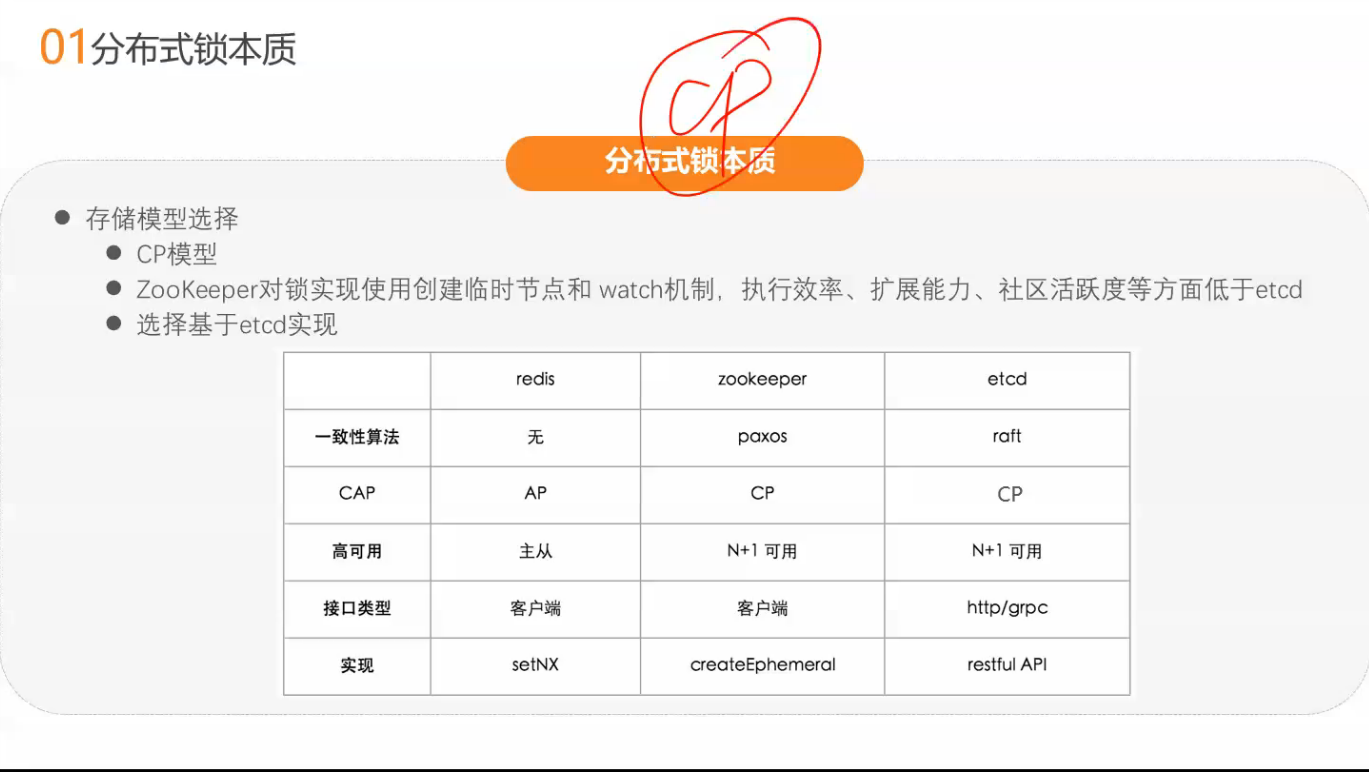 01分布式锁本质
CP
分布式锁本质
存储模型选择
CP模型
ZooKeeper对锁实现使用创建临时节点和 watch机制，执行效率、扩展能力、社区活跃度等方面低于etcd
选择基于etcd实现
redis zookeeper etcd
一致性算法 无 paxos raft
CAP AP CP CP
高可用 主从 N+1 可用 N+1 可用
接口类型 客户端 客户端 http/grpc
实现 setNX createEphemeral restful API